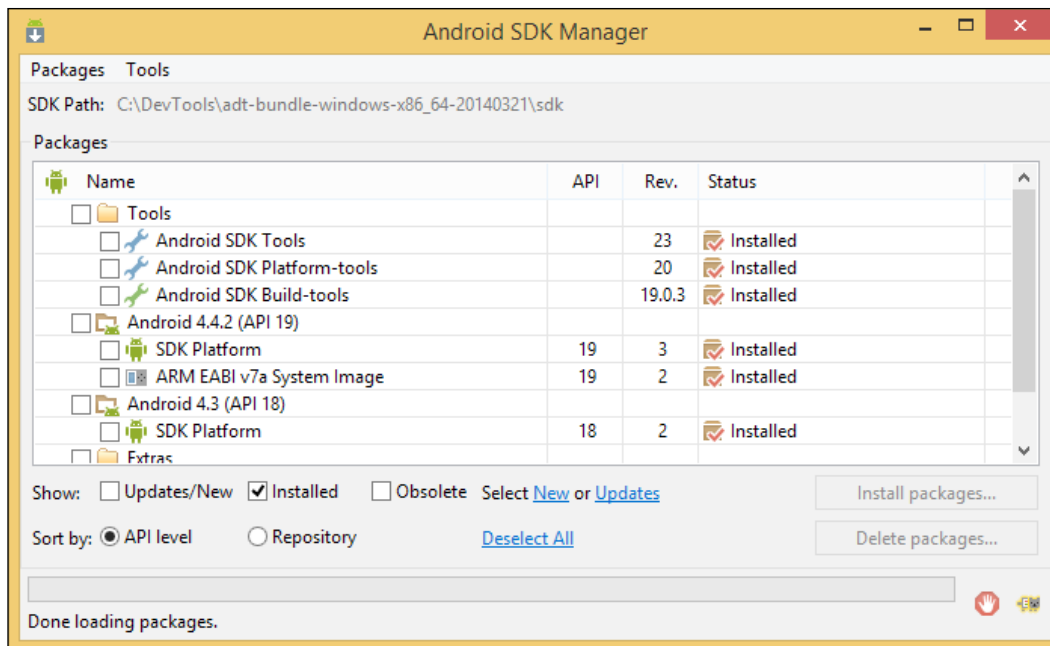 Android SDK Manager
Packages Tools
SDK Path: C:\DevTools\adt-bundle-windows-x86_64-20140321\sdk
Packages
Name API Rev. Status
Tools
Android SDK Tools 23 Installed
Android SDK Platform-tools 20 Installed
Android SDK Build-tools 19.0.3 Installed
Android 4.4.2 (API 19)
SDK Platform 19 3 Installed
ARM EABI v7a System Image 19 2 Installed
Android 4.3 (API 18)
SDK Platform 18 2 Installed
Extras
Show: Updates/New Installed Obsolete Select New or Updates Install packages...
Sort by: API level Repository Deselect All Delete packages...
Done loading packages.